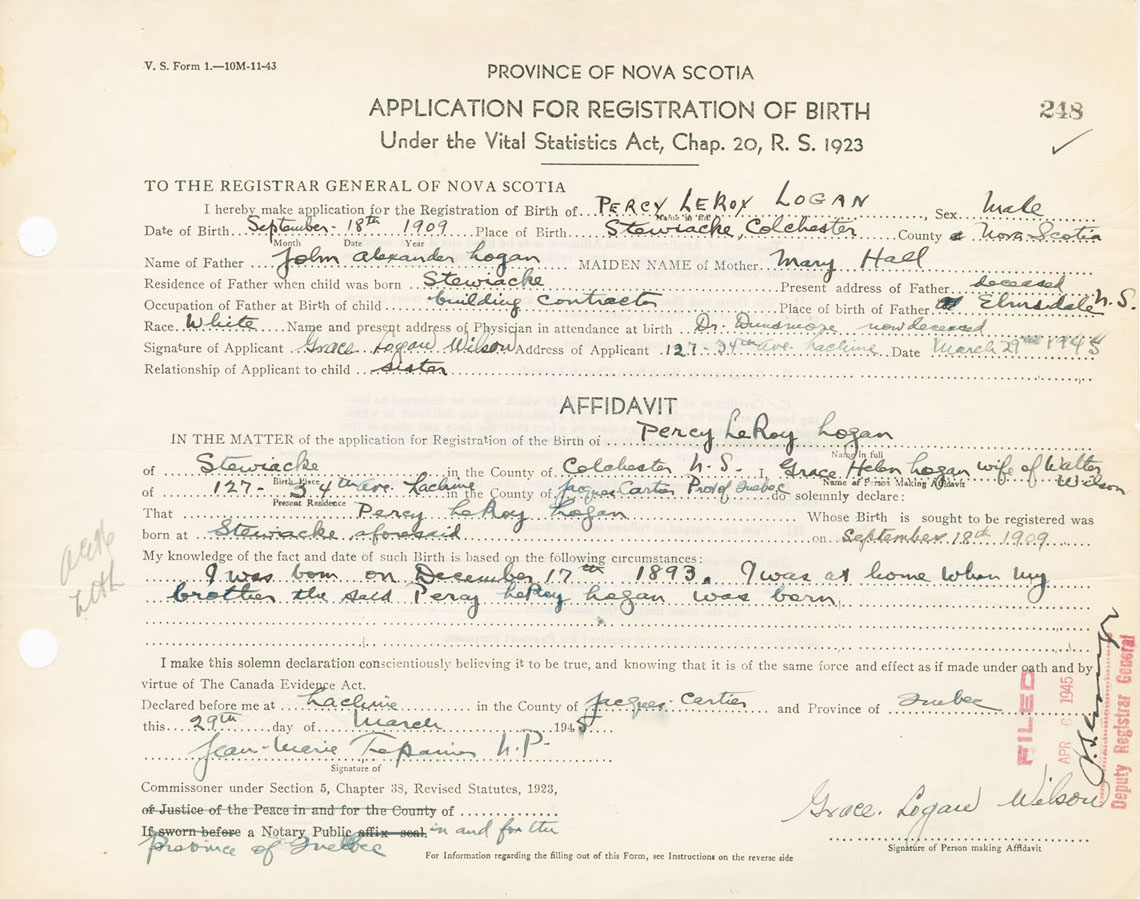 V. S. Form 1.—10M-11-43
PROVINCE OF NOVA SCOTIA
APPLICATION FOR REGISTRATION OF BIRTH
248
Under the Vital Statistics Act, Chap. 20, R. S. 1923
TO THE REGISTRAR GENERAL OF NOVA SCOTIA
I hereby make application for the Registration of Birth of PERCY LEROY LOGAN, Sex Male
Name in full
Date of Birth September 18th 1909 Place of Birth Stewiacke, Colchester County Nova Scotia
Month Date Year
Name of Father John Alexander Logan MAIDEN NAME of Mother Mary Hall
Residence of Father when child was born Stewiacke Present address of Father deceased
Occupation of Father at Birth of child building contractor Place of birth of Father Elmsdale N.S.
Race White Name and present address of Physician in attendance at birth Dr. Dunsmore now deceased
Signature of Applicant Grace Logan Wilson Address of Applicant 127-34th Ave. Lachine Date March 29th 1945
Relationship of Applicant to child sister
AFFIDAVIT
IN THE MATTER of the application for Registration of the Birth of Percy LeRoy Logan
Name in full
of Stewiacke in the County of Colchester N.S. I, Grace Helen Logan wife of Walter Wilson
Birth Place Name of Person Making Affidavit
of 127-34th Ave. Lachine in the County of Jacques Cartier Prov of Quebec do solemnly declare:
Present Residence
That Percy LeRoy Logan Whose Birth is sought to be registered was
born at Stewiacke aforesaid on September 18th 1909
My knowledge of the fact and date of such Birth is based on the following circumstances:
I was born on December 17th 1893. I was at home when my
brother the said Percy LeRoy Logan was born
I make this solemn declaration conscientiously believing it to be true, and knowing that it is of the same force and effect as if made under oath and by
virtue of The Canada Evidence Act.
Declared before me at Lachine in the County of Jacques Cartier and Province of Quebec
this 29th day of March 1945
Jean-Marie Trepanier N.P.
Signature of
Commissioner under Section 5, Chapter 38, Revised Statutes, 1923,
or Justice of the Peace in and for the County of
If sworn before a Notary Public affix seal. in and for the
Province of Quebec
Grace Logan Wilson
Signature of Person making Affidavit
For Information regarding the filling out of this Form, see Instructions on the reverse side
FILED
APR 6 1945
Deputy Registrar General